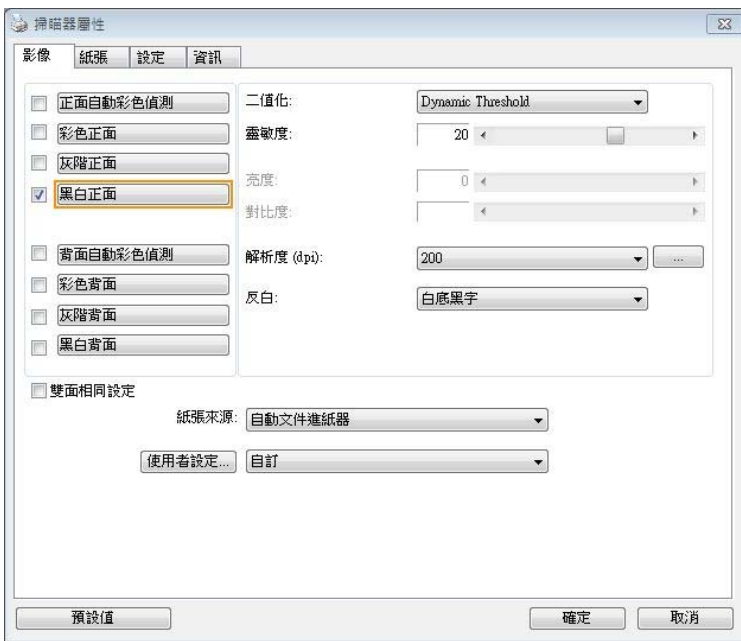 掃瞄器屬性
影像 紙張 設定 資訊
正面自動彩色偵測
彩色正面
灰階正面
黑白正面
背面自動彩色偵測
彩色背面
灰階背面
黑白背面
二值化: Dynamic Threshold
靈敏度: 20
亮度: 0
對比度:
解析度 (dpi): 200 ...
反白: 白底黑字
雙面相同設定
紙張來源: 自動文件進紙器
使用者設定... 自訂
預設值 確定 取消